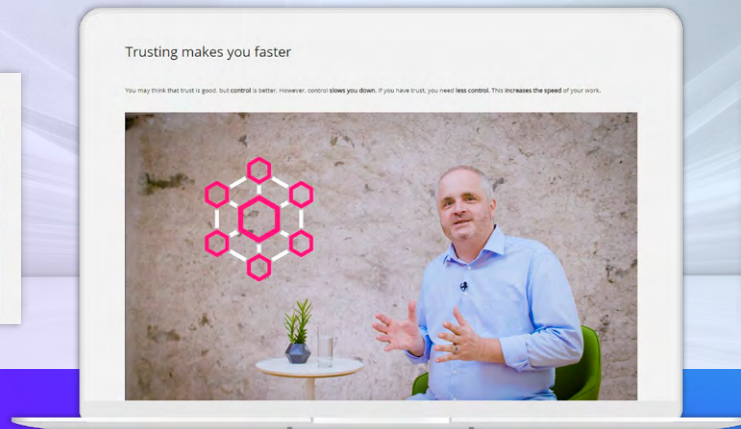 Trusting makes you faster
You may think that trust is good, but control is better. However, control slows you down. If you have trust, you need less control. This increases the speed of your work.